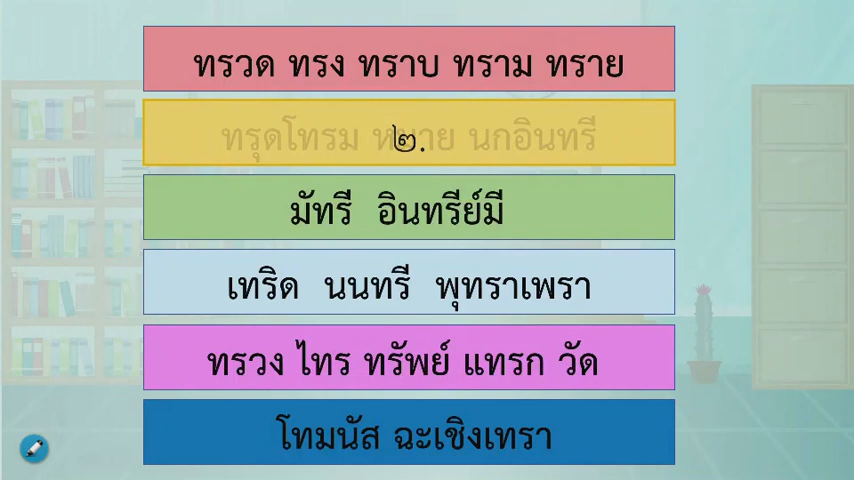 ทรวด ทรง ทราบ ทราม ทราย
ทรุดโทรม หมาย นกอินทรี
๒.
มัทรี อินทรีย์มี
เทริด นนทรี พุทราเพรา
ทรวง ไทร ทรัพย์ แทรก วัด
โทมนัส ฉะเชิงเทรา